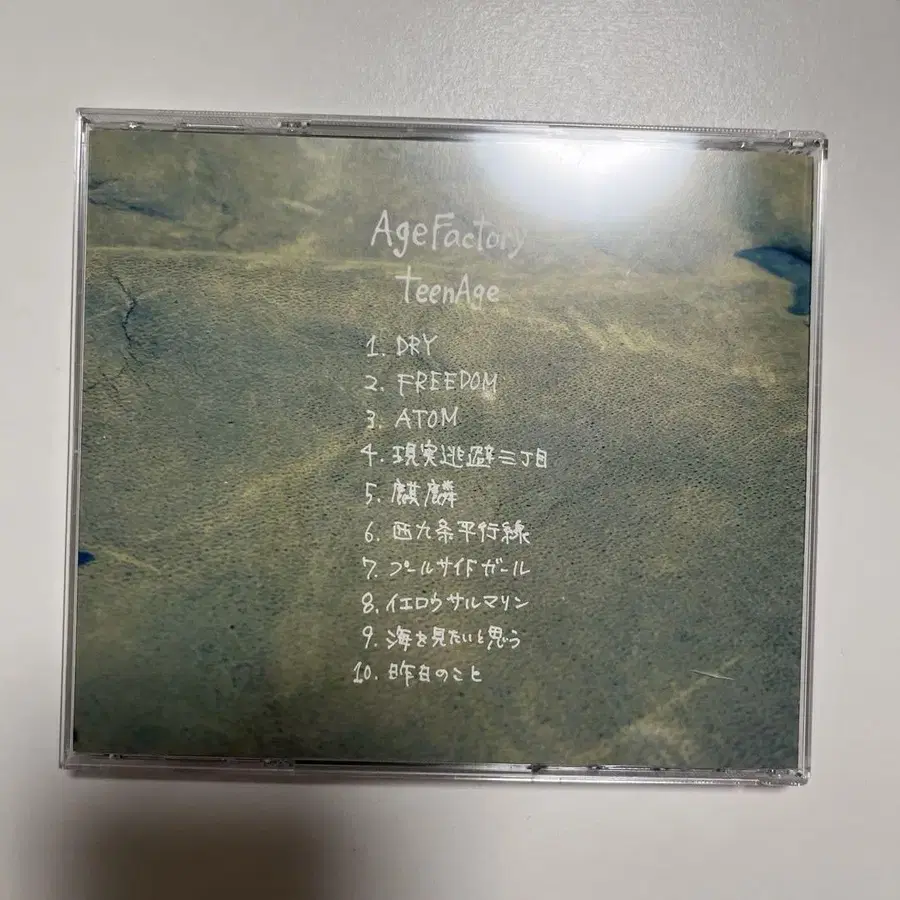 AgeFactory
TeenAge
1. DRY
2. FREEDOM
3. ATOM
4. 現実逃避三丁目
5. 麒麟
6. 西九条平行線
7. プールサイドガール
8. イエロウサルマリン
9. 海を見たいと思う
10. 昨日のこと